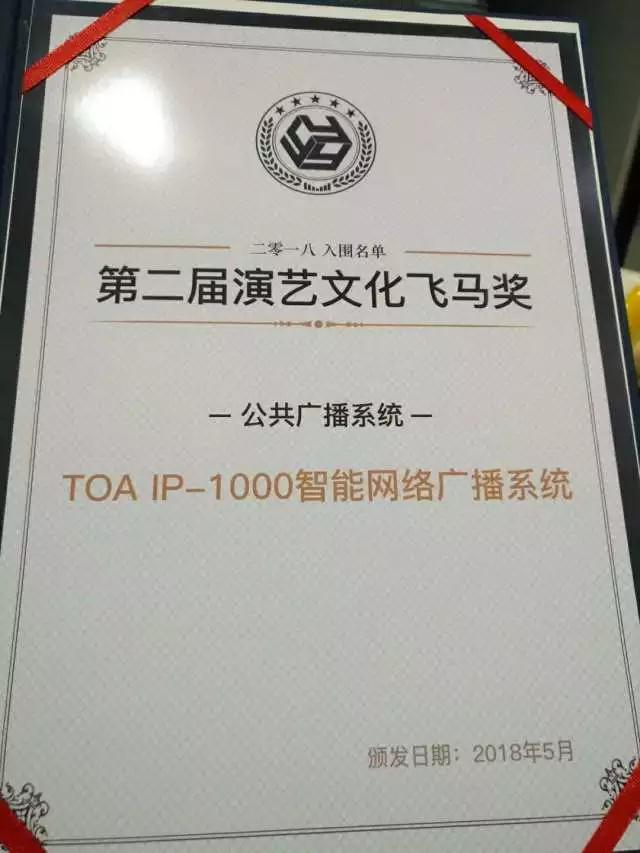 二零一八 入围名单
第二届演艺文化飞马奖
— 公共广播系统 —
TOA IP-1000智能网络广播系统
颁发日期：2018年5月